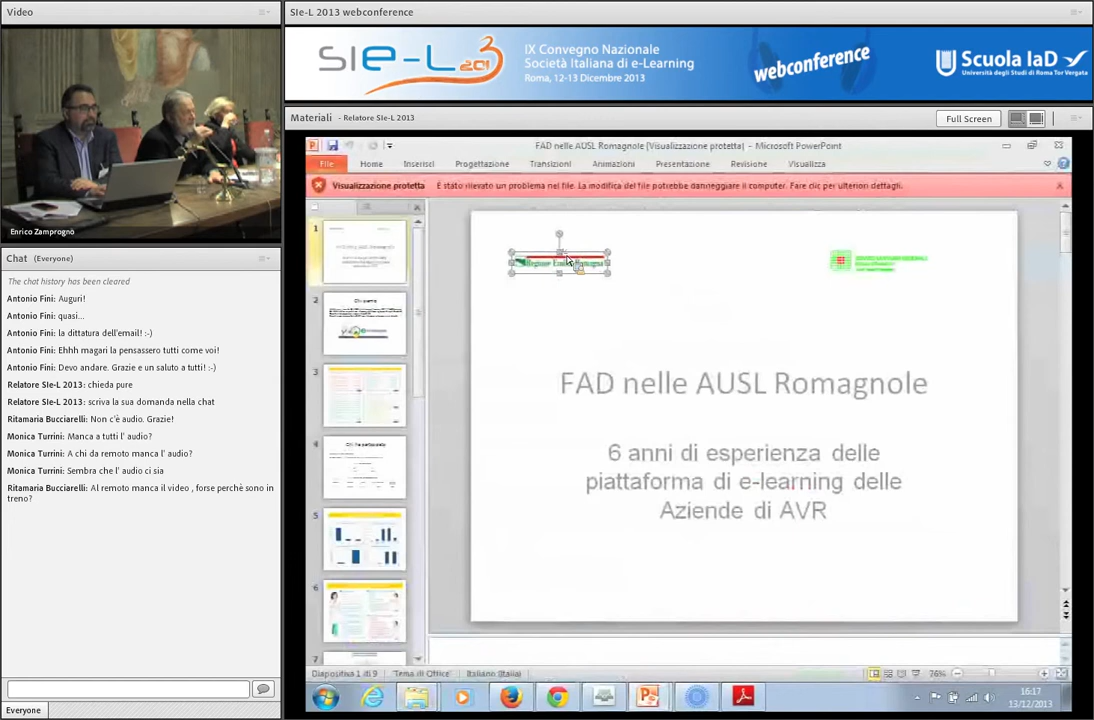 Video
SIe-L 2013 webconference
SIe-L 2013
IX Convegno Nazionale
Società Italiana di e-Learning
Roma, 12-13 Dicembre 2013
webconference
Scuola IaD
Università degli Studi di Roma Tor Vergata
Materiali - Relatore SIe-L 2013
Full Screen
FAD nelle AUSL Romagnole [Visualizzazione protetta] - Microsoft PowerPoint
File Home Inserisci Progettazione Transizioni Animazioni Presentazione Revisione Visualizza
Visualizzazione protetta È stato rilevato un problema nel file. La modifica del file potrebbe danneggiare il computer. Fare clic per ulteriori dettagli.
Enrico Zamprogno
Chat (Everyone)
The chat history has been cleared
Antonio Fini: Auguri!
Antonio Fini: quasi...
Antonio Fini: la dittatura dell'email! :-)
Antonio Fini: Ehhh magari la pensassero tutti come voi!
Antonio Fini: Devo andare. Grazie e un saluto a tutti! :-)
Relatore SIe-L 2013: chieda pure
Relatore SIe-L 2013: scriva la sua domanda nella chat
Ritamaria Bucciarelli: Non c'è audio. Grazie!
Monica Turrini: Manca a tutti l' audio?
Monica Turrini: A chi da remoto manca l' audio?
Monica Turrini: Sembra che l' audio ci sia
Ritamaria Bucciarelli: Al remoto manca il video , forse perchè sono in
treno?
Everyone
1
2
3
4
5
6
7
FAD nelle AUSL Romagnole
6 anni di esperienza delle
piattaforma di e-learning delle
Aziende di AVR
Diapositiva 1 di 9 "Tema di Office" Italiano (Italia)
76%
16:17
13/12/2013